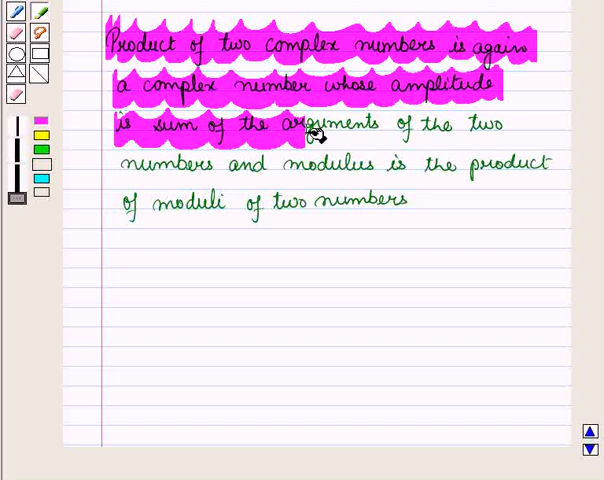 Product of two complex numbers is again
a complex number whose amplitude
is sum of the arguments of the two
numbers and modulus is the product
of moduli of two numbers